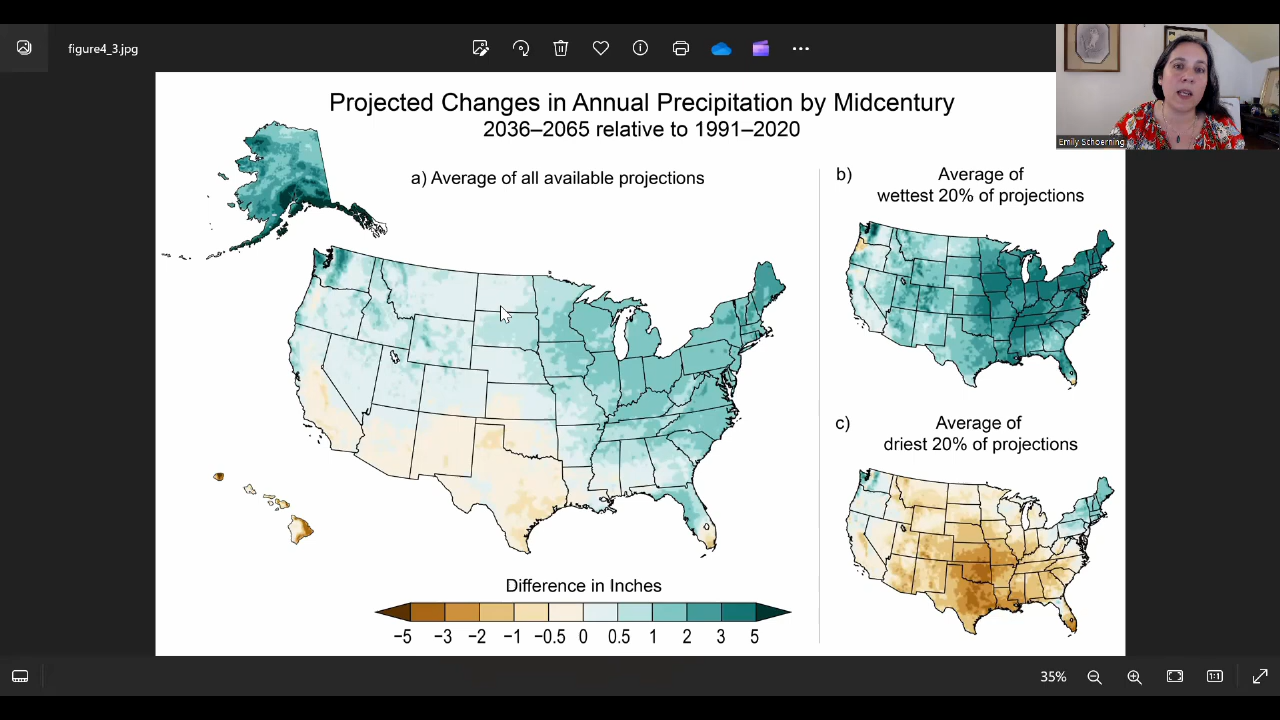 figure4_3.jpg
Projected Changes in Annual Precipitation by Midcentury
2036–2065 relative to 1991–2020
a) Average of all available projections
b) Average of
wettest 20% of projections
c) Average of
driest 20% of projections
Difference in Inches
−5 −3 −2 −1 −0.5 0 0.5 1 2 3 5
Emily Schoerning
35%
1:1